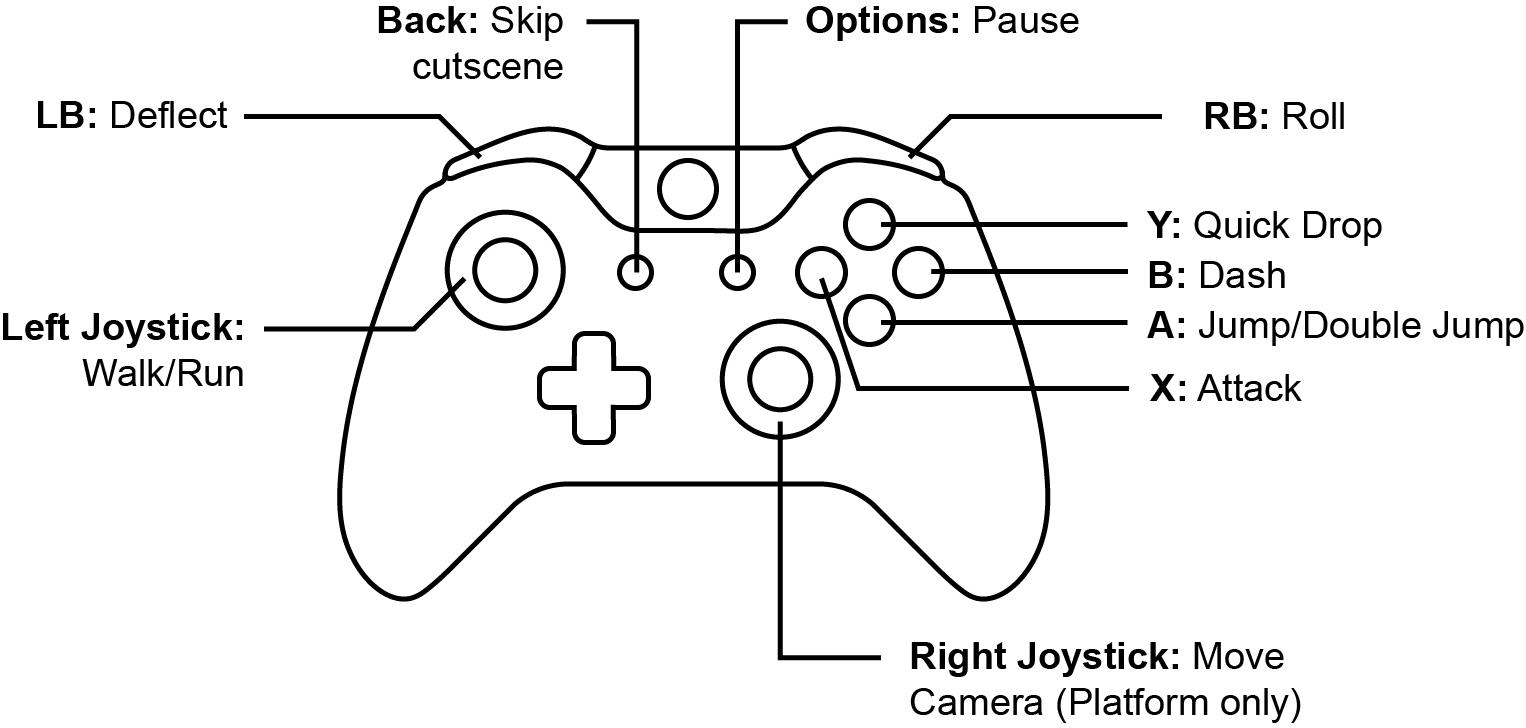 Back: Skip
cutscene
Options: Pause
LB: Deflect
RB: Roll
Y: Quick Drop
B: Dash
A: Jump/Double Jump
X: Attack
Left Joystick:
Walk/Run
Right Joystick: Move
Camera (Platform only)